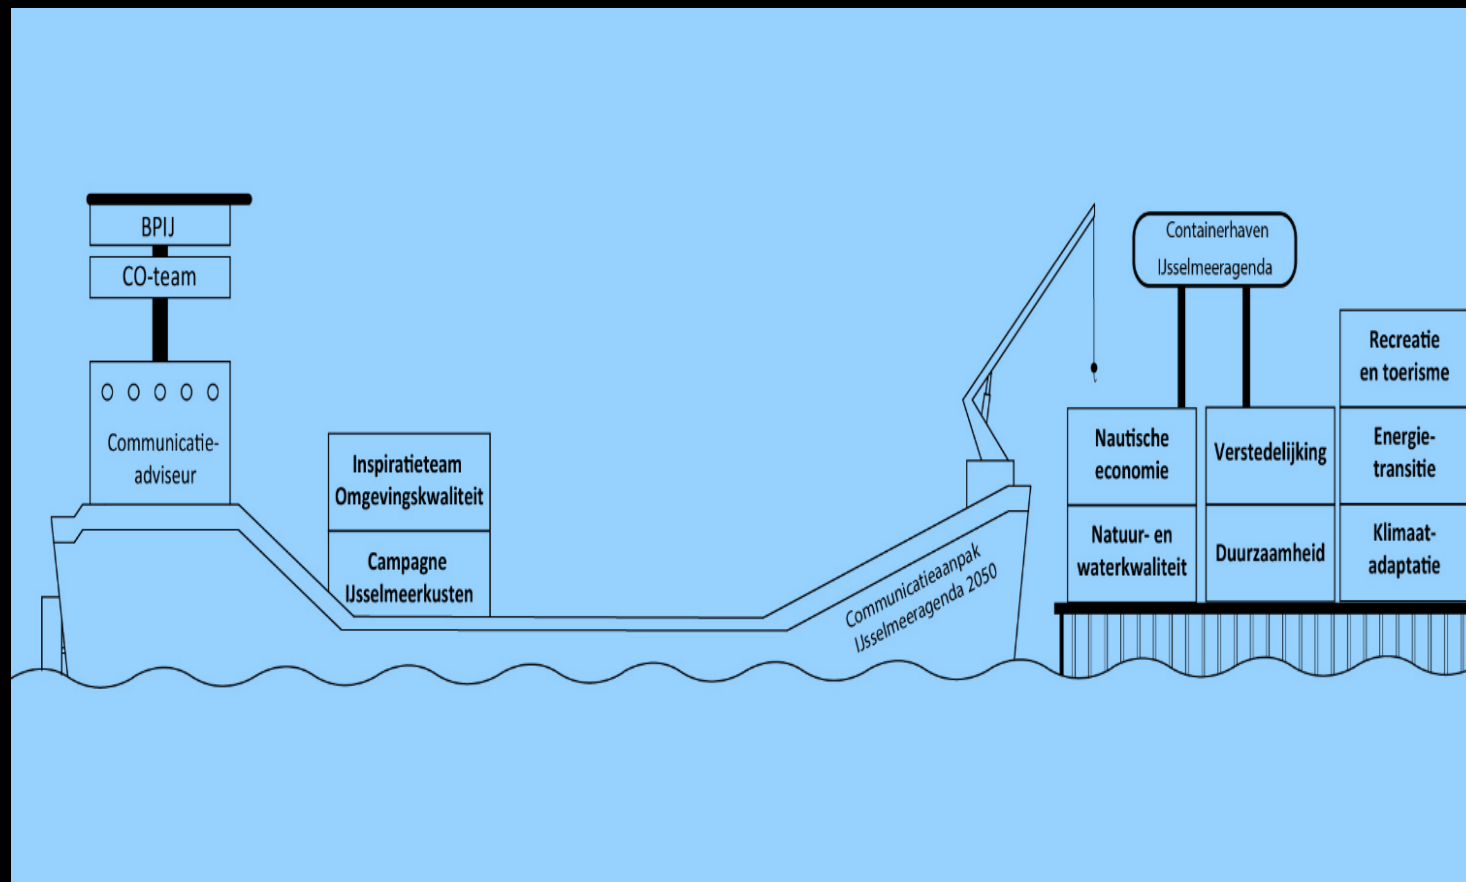 BPIJ
CO-team
Communicatie-
adviseur
Inspiratieteam
Omgevingskwaliteit
Campagne
IJsselmeerkusten
Communicatieaanpak
IJsselmeeragenda 2050
Containerhaven
IJsselmeeragenda
Nautische
economie
Natuur- en
waterkwaliteit
Verstedelijking
Duurzaamheid
Recreatie
en toerisme
Energie-
transitie
Klimaat-
adaptatie